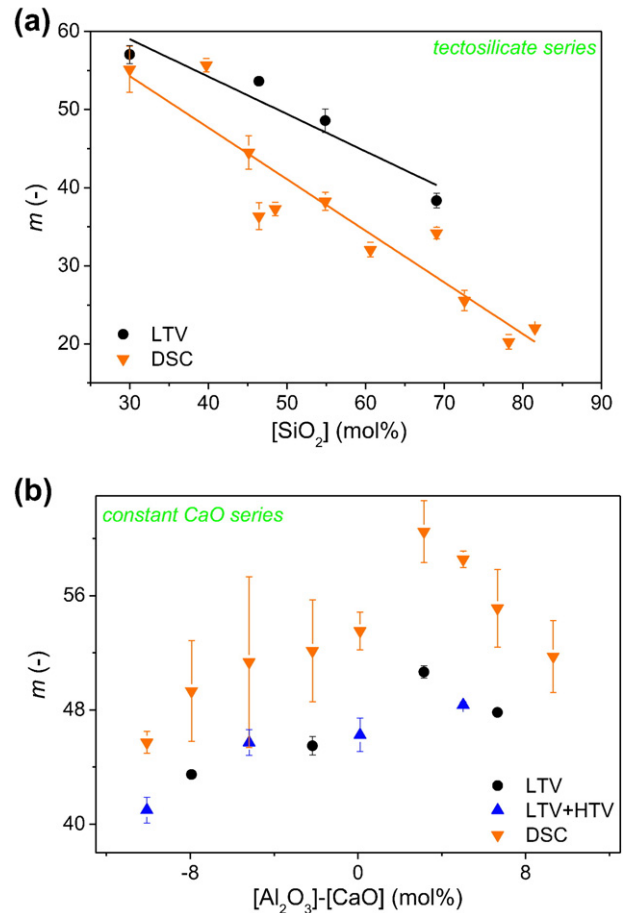 (a)
tectosilicate series
60
50
40
30
20
m (-)
LTV
DSC
30 40 50 60 70 80 90
[SiO₂] (mol%)
(b)
constant CaO series
56
48
40
m (-)
LTV
LTV+HTV
DSC
-8 0 8
[Al₂O₃]-[CaO] (mol%)